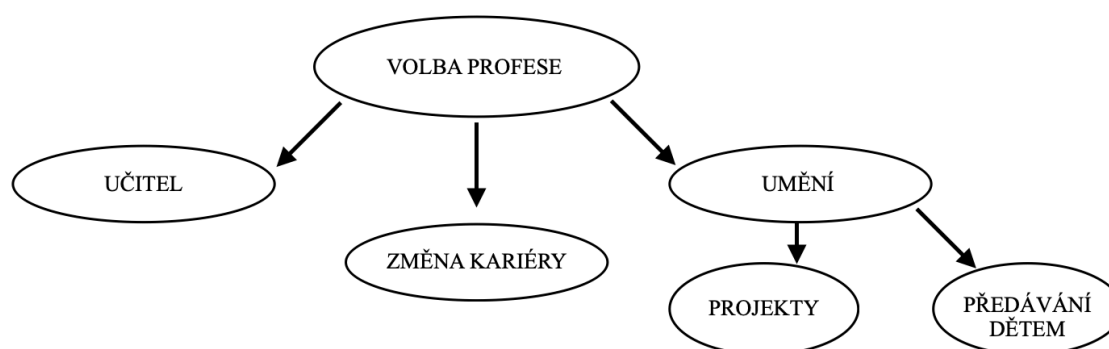 VOLBA PROFESE
UČITEL
UMĚNÍ
ZMĚNA KARIÉRY
PROJEKTY
PŘEDÁVÁNÍ
DĚTEM